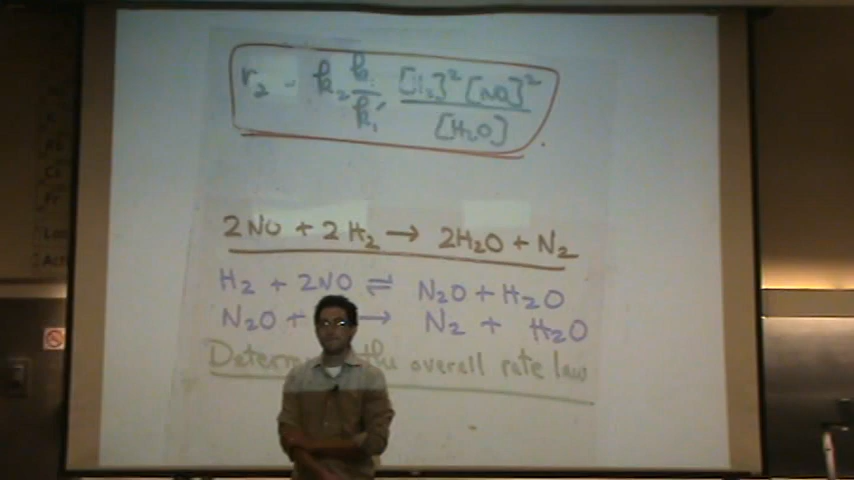 r₂ = k₂ k₁/k₁' [H₂]² [NO]²/[H₂O]
2NO + 2H₂ → 2H₂O + N₂
H₂ + 2NO ⇌ N₂O + H₂O
N₂O + → N₂ + H₂O
the overall rate law